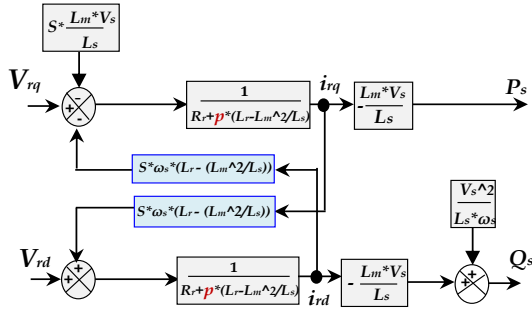 S* Lm*Vs
Ls
Vrq
+ - -
1
Rr+p*(Lr-Lm^2/Ls)
irq
- Lm*Vs
Ls
Ps
S*ωs*(Lr - (Lm^2/Ls))
S*ωs*(Lr - (Lm^2/Ls))
Vs^2
Ls*ωs
Vrd
+ +
1
Rr+p*(Lr-Lm^2/Ls)
ird
- Lm*Vs
Ls
+ +
Qs